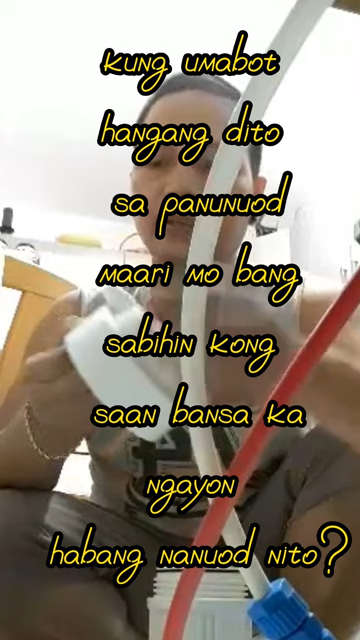 kung umabot
hangang dito
sa panunuod
maari mo bang
sabihin kong
saan bansa ka
ngayon
habang nanuod nito?